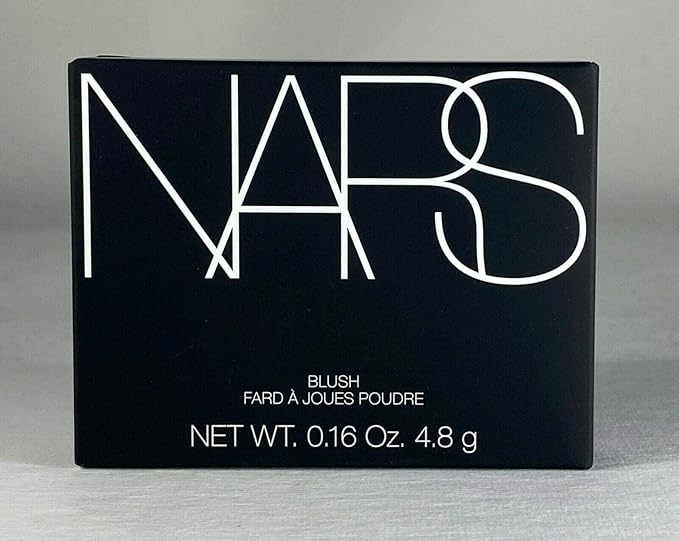 NARS
BLUSH
FARD À JOUES POUDRE
NET WT. 0.16 Oz. 4.8 g